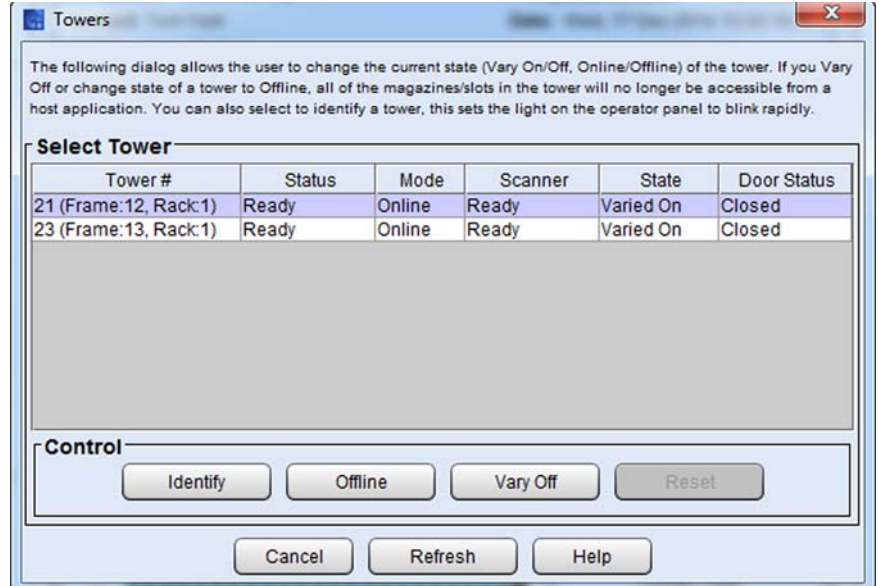 Towers
The following dialog allows the user to change the current state (Vary On/Off, Online/Offline) of the tower. If you Vary
Off or change state of a tower to Offline, all of the magazines/slots in the tower will no longer be accessible from a
host application. You can also select to identify a tower, this sets the light on the operator panel to blink rapidly.
Select Tower
Tower # Status Mode Scanner State Door Status
21 (Frame:12, Rack:1) Ready Online Ready Varied On Closed
23 (Frame:13, Rack:1) Ready Online Ready Varied On Closed
Control
Identify Offline Vary Off Reset
Cancel Refresh Help